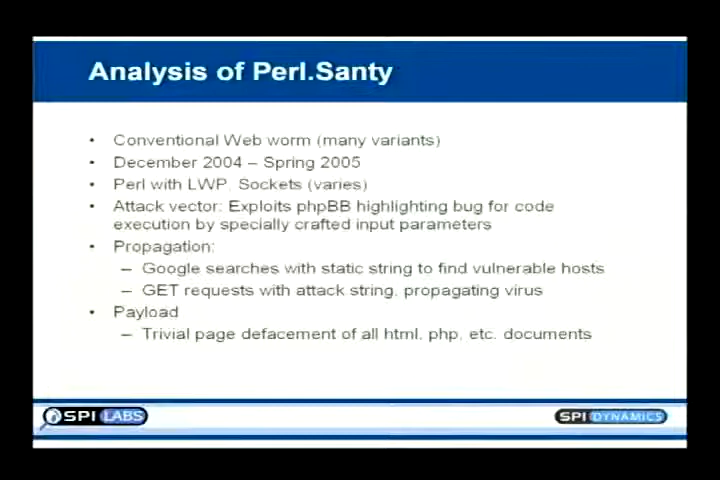 Analysis of Perl.Santy
• Conventional Web worm (many variants)
• December 2004 – Spring 2005
• Perl with LWP, Sockets (varies)
• Attack vector: Exploits phpBB highlighting bug for code
execution by specially crafted input parameters
• Propagation:
– Google searches with static string to find vulnerable hosts
– GET requests with attack string, propagating virus
• Payload
– Trivial page defacement of all html, php, etc. documents
SPI LABS
SPI DYNAMICS